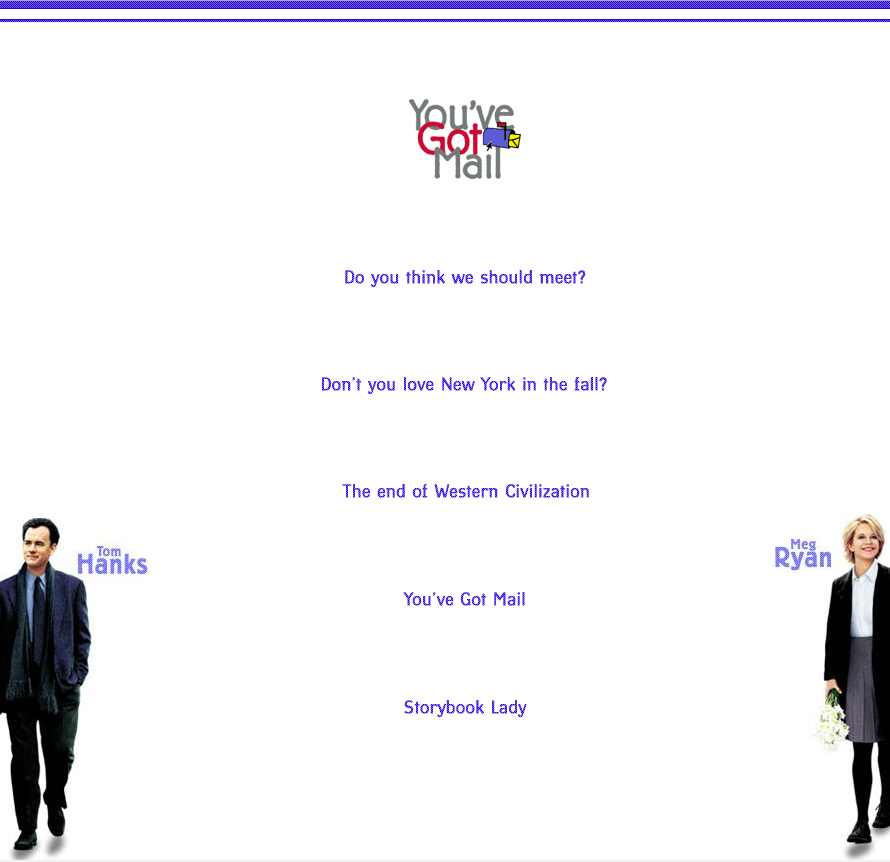 You've
Got
Mail
Do you think we should meet?
Don't you love New York in the fall?
The end of Western Civilization
Tom
Hanks
Meg
Ryan
You've Got Mail
Storybook Lady